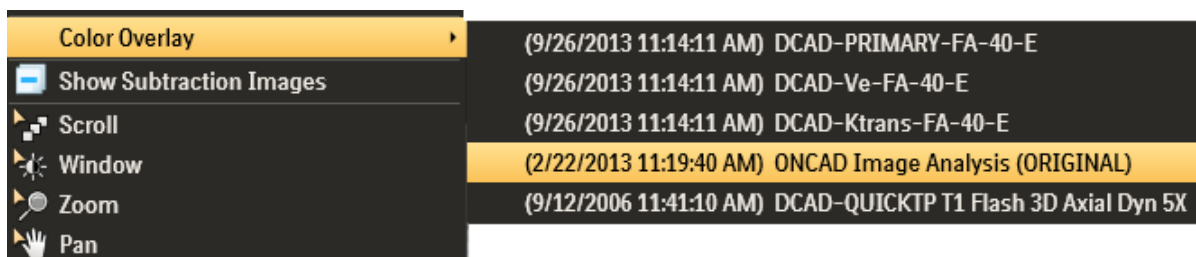 Color Overlay
Show Subtraction Images
Scroll
Window
Zoom
Pan
(9/26/2013 11:14:11 AM) DCAD-PRIMARY-FA-40-E
(9/26/2013 11:14:11 AM) DCAD-Ve-FA-40-E
(9/26/2013 11:14:11 AM) DCAD-Ktrans-FA-40-E
(2/22/2013 11:19:40 AM) ONCAD Image Analysis (ORIGINAL)
(9/12/2006 11:41:10 AM) DCAD-QUICKTP T1 Flash 3D Axial Dyn 5X